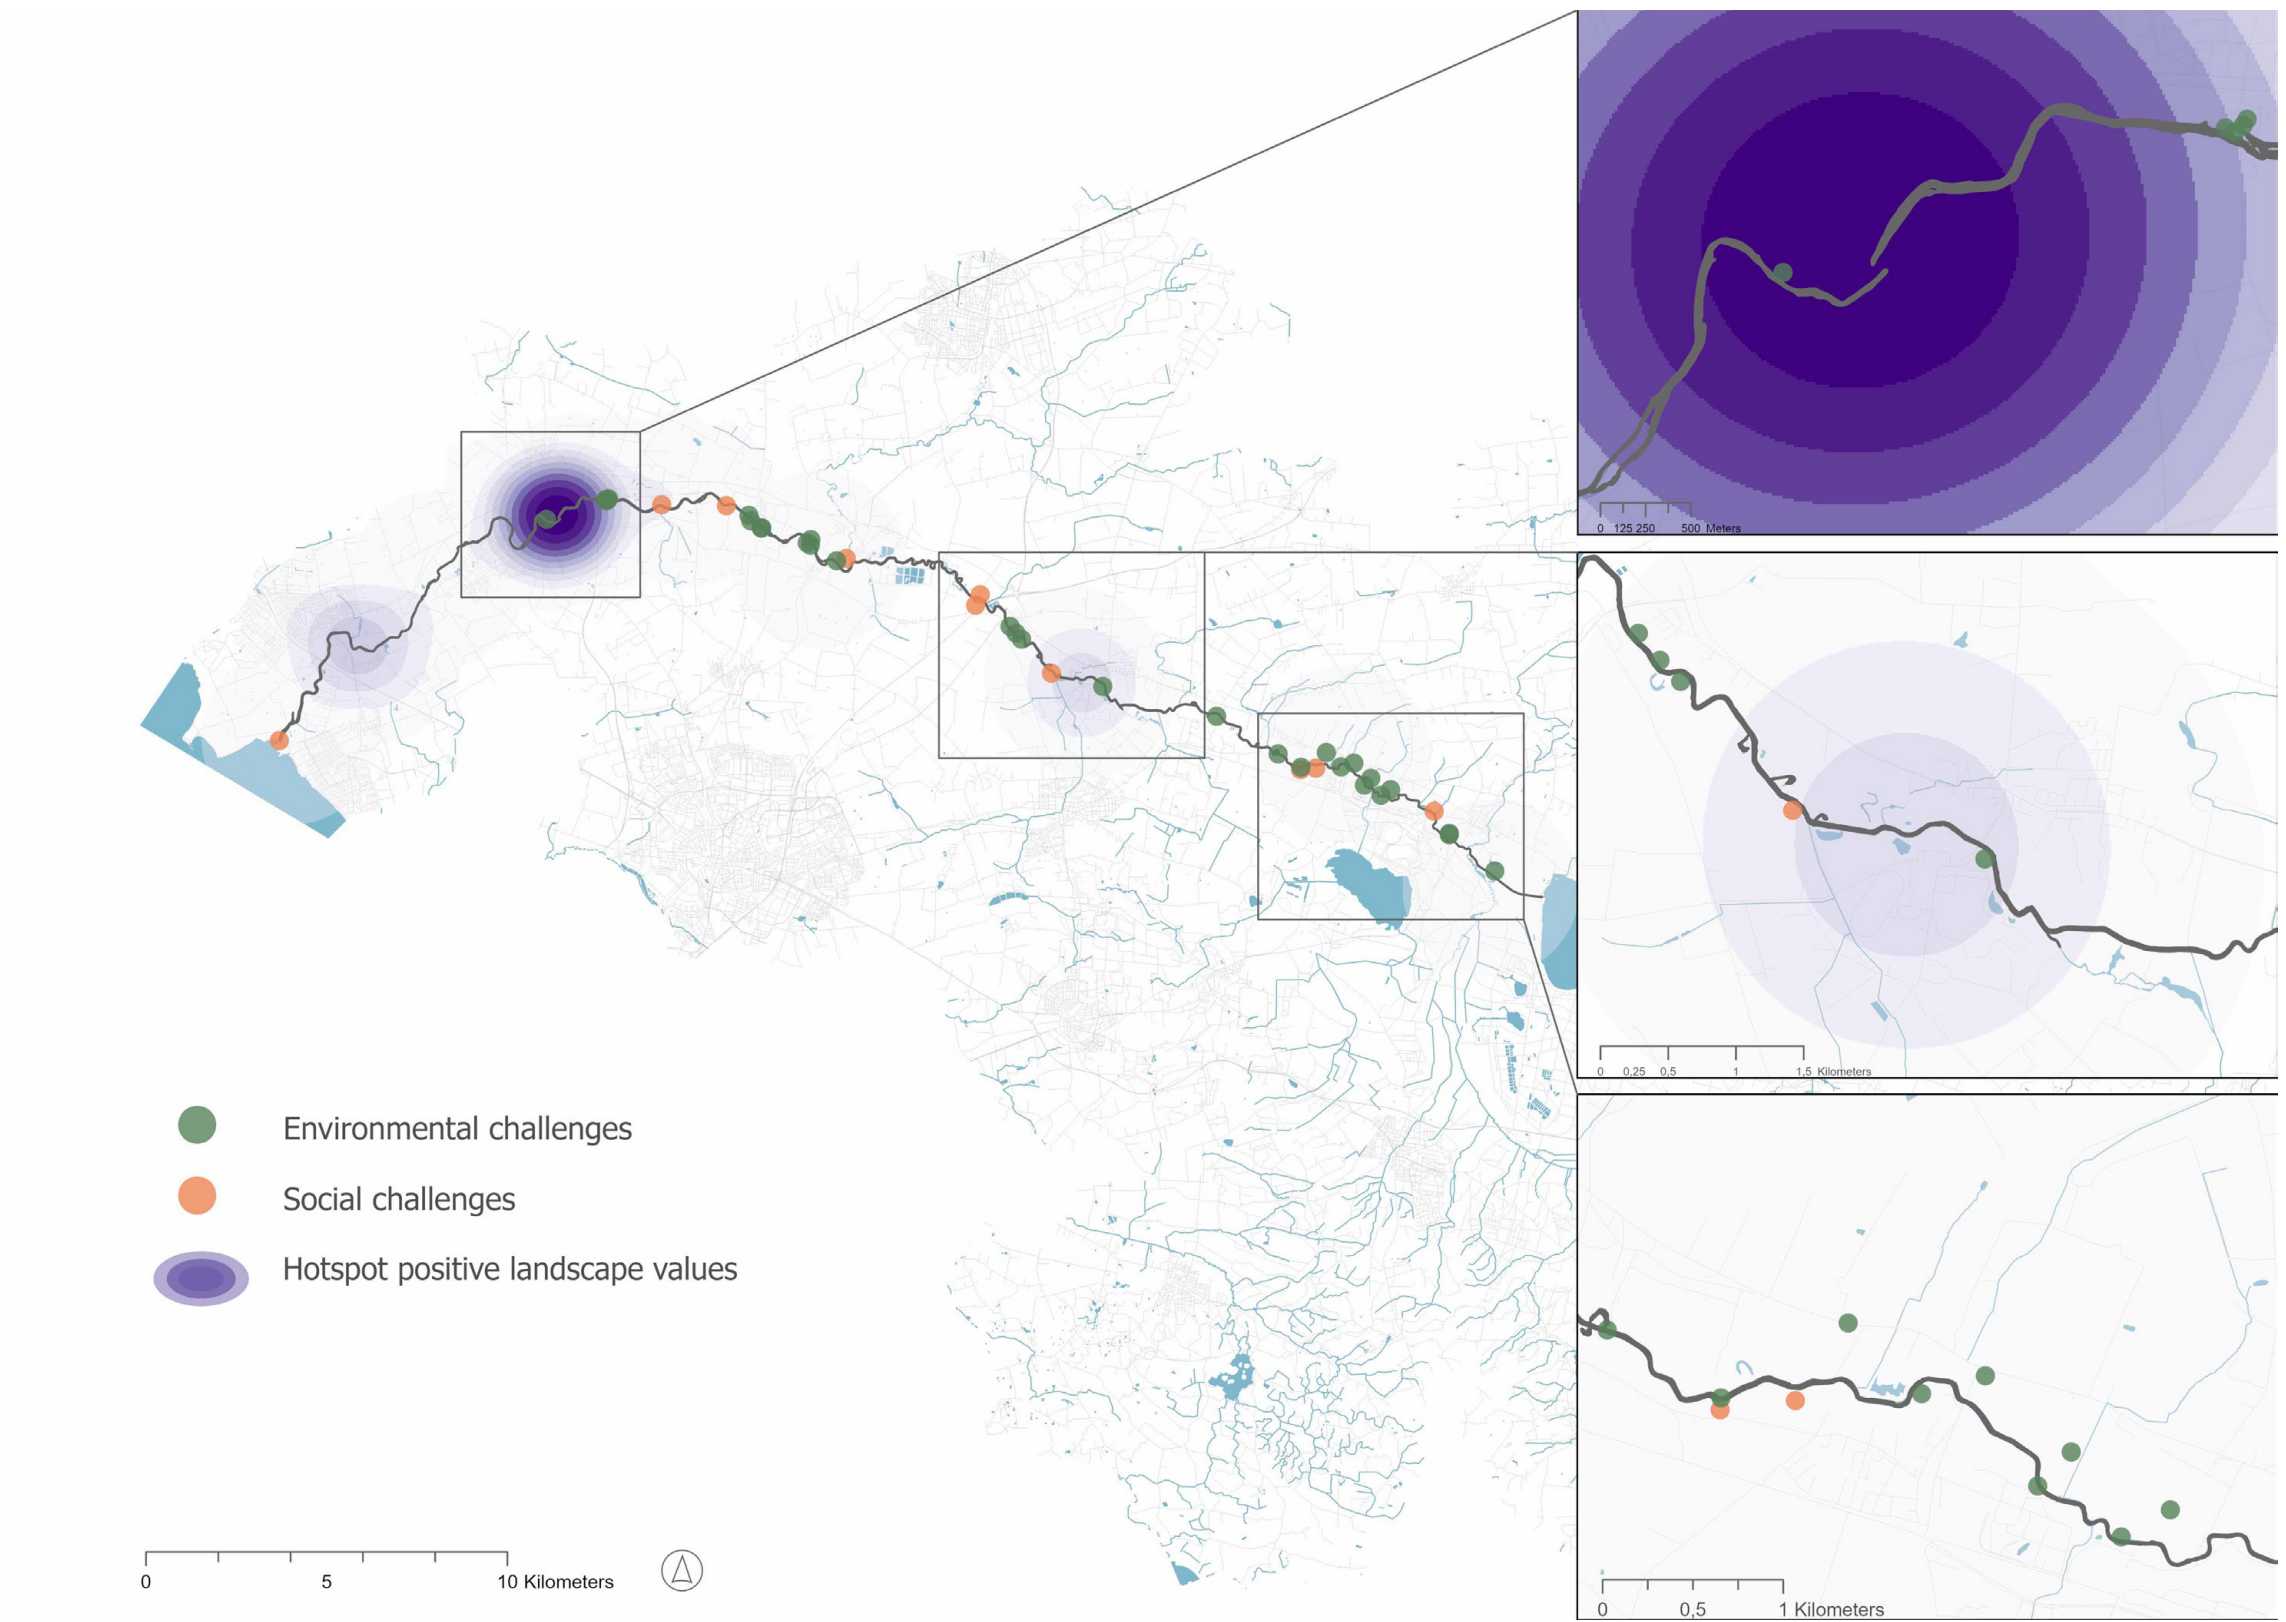 0 125 250 500 Meters
0 0,25 0,5 1 1,5 Kilometers
Environmental challenges
Social challenges
Hotspot positive landscape values
0 5 10 Kilometers
0 0,5 1 Kilometers